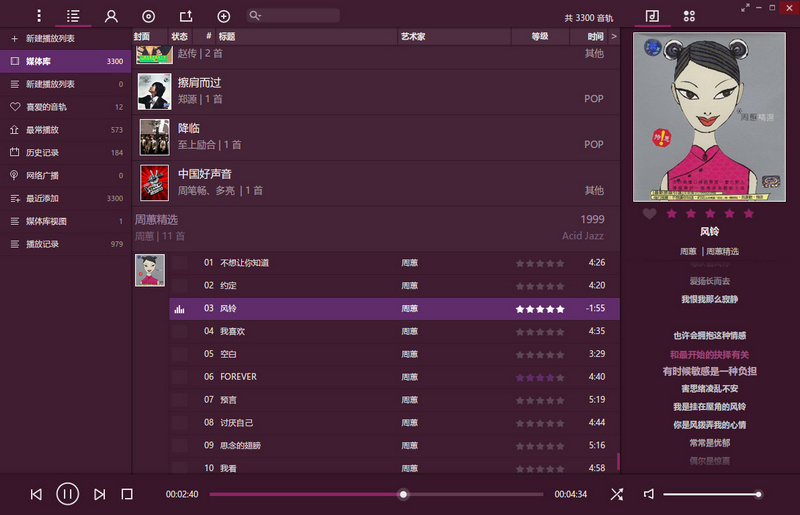 共 3300 音轨
新建播放列表
媒体库 3300
新建播放列表 0
喜爱的音轨 12
最常播放 573
历史记录 184
网络广播 0
最近添加 3300
媒体库视图 0
播放记录 979
封面 状态 # 标题 艺术家 等级 时间 >
赵传 | 2 首 其他
擦肩而过
郑源 | 1 首 POP
降临
至上励合 | 1 首 POP
中国好声音
周笔畅、多亮 | 1 首 其他
周蕙精选 1999
周蕙 | 11 首 Acid Jazz
01 不想让你知道 周蕙 4:26
02 约定 周蕙 4:20
03 风铃 周蕙 -1:55
04 我喜欢 周蕙 4:35
05 空白 周蕙 3:29
06 FOREVER 周蕙 4:40
07 预言 周蕙 5:19
08 讨厌自己 周蕙 4:44
09 思念的翅膀 周蕙 5:16
10 我看 周蕙 4:58
周蕙精選
风铃
周蕙 | 周蕙精选
爱扬长而去
我恨我那么寂静
也许会拥抱这种情感
和最开始的抉择有关
有时候敏感是一种负担
害思绪凌乱不安
我是挂在屋角的风铃
你是风拨弄我的心情
常常是忧郁
偶尔是惊喜
00:02:40
00:04:34